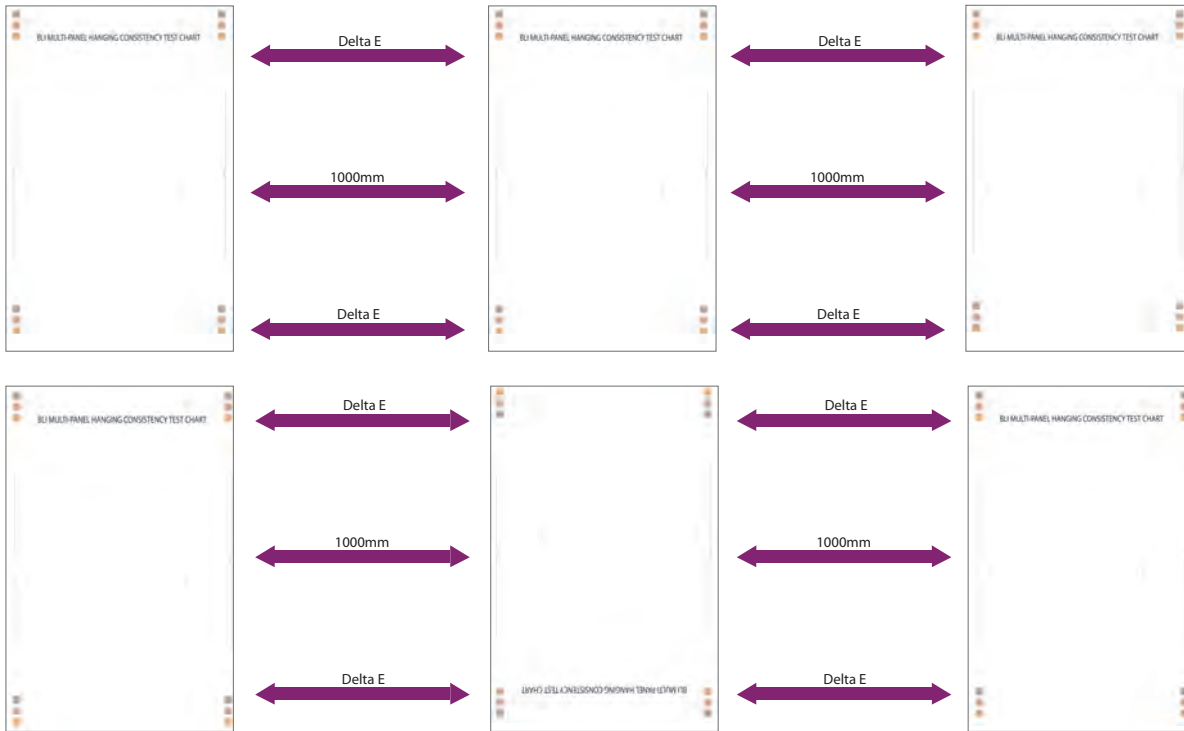 BLI MULTI-PANEL HANGING CONSISTENCY TEST CHART
Delta E
BLI MULTI-PANEL HANGING CONSISTENCY TEST CHART
Delta E
BLI MULTI-PANEL HANGING CONSISTENCY TEST CHART
1000mm
1000mm
Delta E
Delta E
BLI MULTI-PANEL HANGING CONSISTENCY TEST CHART
Delta E
Delta E
BLI MULTI-PANEL HANGING CONSISTENCY TEST CHART
1000mm
1000mm
Delta E
BLI MULTI-PANEL HANGING CONSISTENCY TEST CHART
Delta E